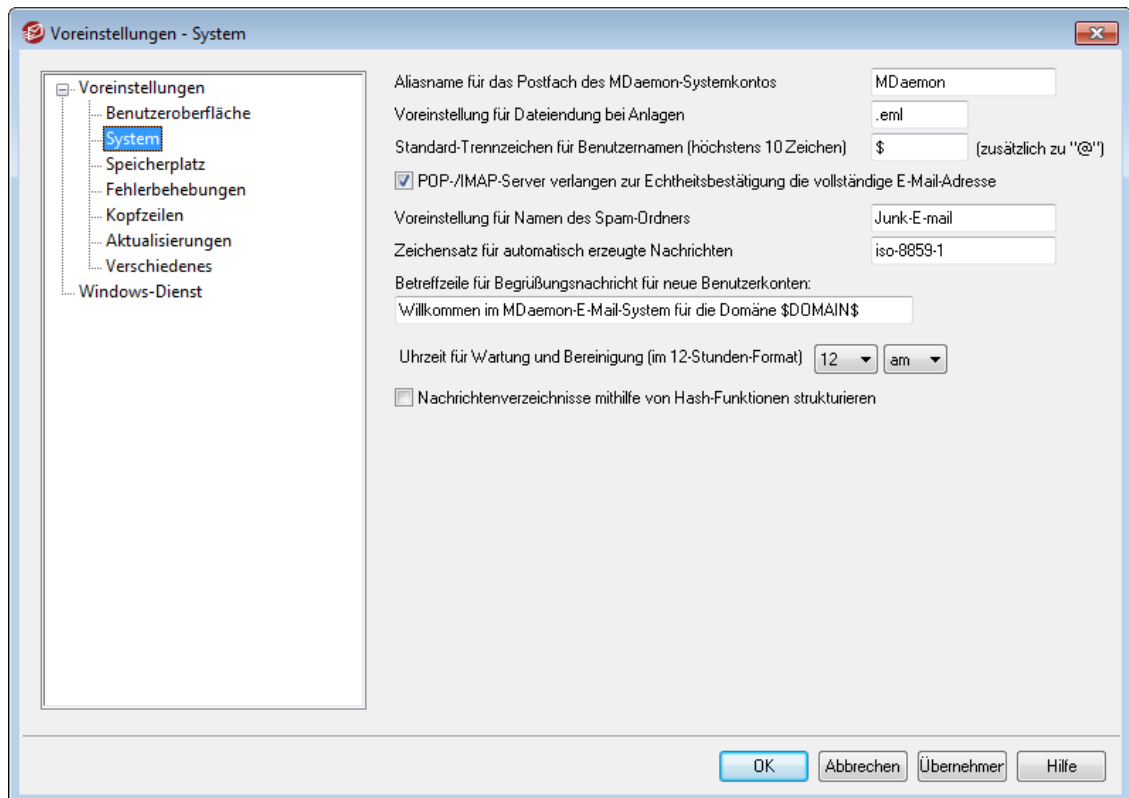 Voreinstellungen - System
Voreinstellungen
Benutzeroberfläche
System
Speicherplatz
Fehlerbehebungen
Kopfzeilen
Aktualisierungen
Verschiedenes
Windows-Dienst
Aliasname für das Postfach des MDaemon-Systemkontos MDaemon
Voreinstellung für Dateiendung bei Anlagen .eml
Standard-Trennzeichen für Benutzernamen (höchstens 10 Zeichen) $ (zusätzlich zu "@")
POP-/IMAP-Server verlangen zur Echtheitsbestätigung die vollständige E-Mail-Adresse
Voreinstellung für Namen des Spam-Ordners Junk-E-mail
Zeichensatz für automatisch erzeugte Nachrichten iso-8859-1
Betreffzeile für Begrüßungsnachricht für neue Benutzerkonten:
Willkommen im MDaemon-E-Mail-System für die Domäne $DOMAIN$
Uhrzeit für Wartung und Bereinigung (im 12-Stunden-Format) 12 am
Nachrichtenverzeichnisse mithilfe von Hash-Funktionen strukturieren
OK Abbrechen Übernehmer Hilfe